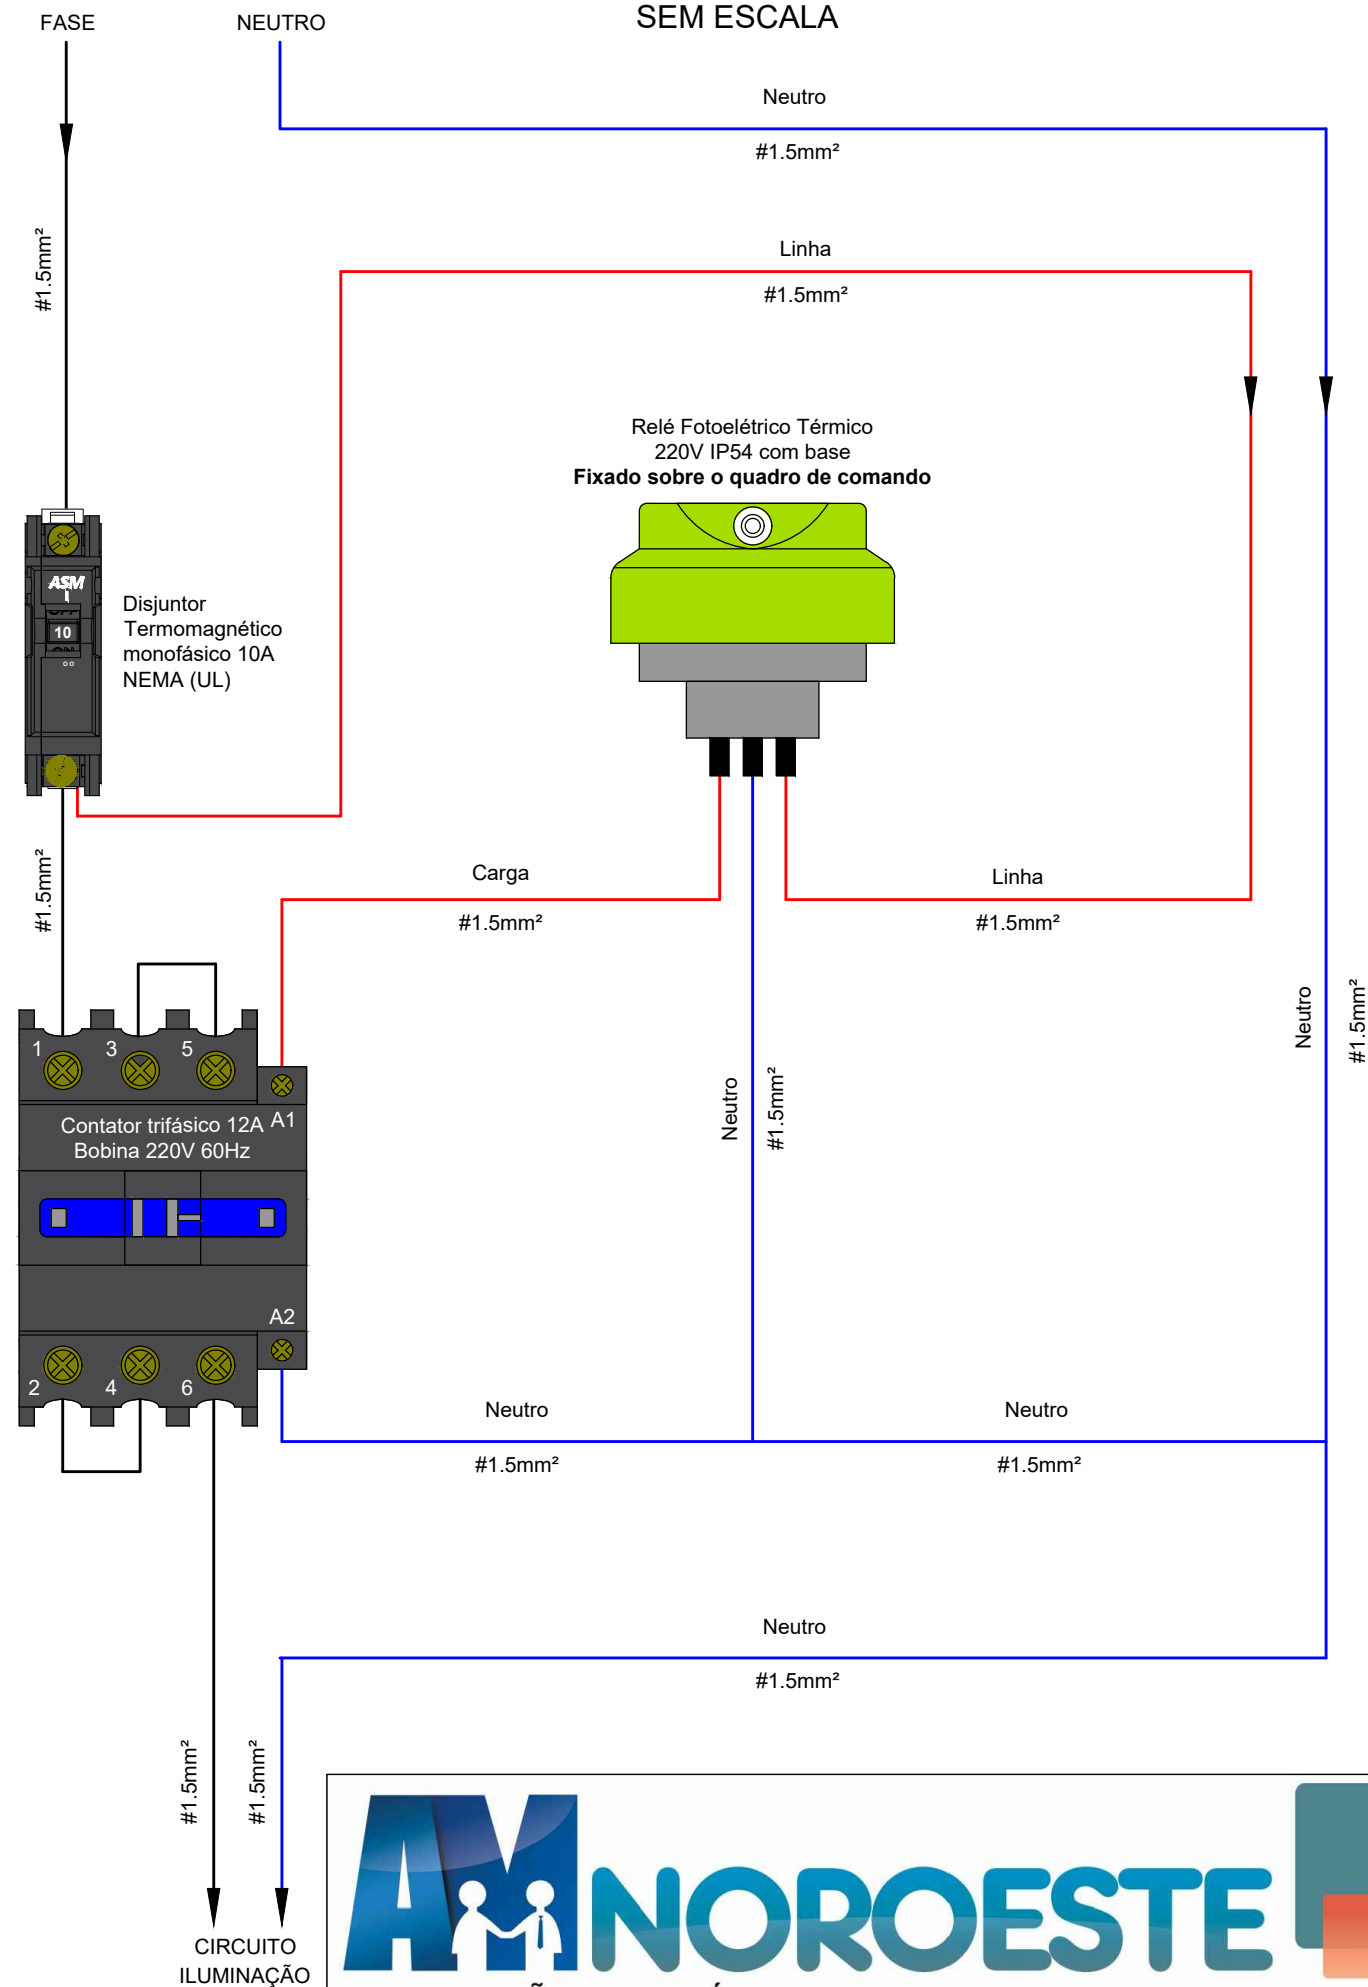 SEM ESCALA
FASE
NEUTRO
Neutro
#1.5mm²
Linha
#1.5mm²
#1.5mm²
Relé Fotoelétrico Térmico
220V IP54 com base
Fixado sobre o quadro de comando
ASM
OFF
10
ON
Disjuntor
Termomagnético
monofásico 10A
NEMA (UL)
#1.5mm²
Carga
#1.5mm²
Linha
#1.5mm²
Neutro
#1.5mm²
Neutro
#1.5mm²
1
3
5
A1
Contator trifásico 12A
Bobina 220V 60Hz
A2
2
4
6
Neutro
#1.5mm²
Neutro
#1.5mm²
Neutro
#1.5mm²
#1.5mm²
#1.5mm²
CIRCUITO
ILUMINAÇÃO
AM NOROESTE